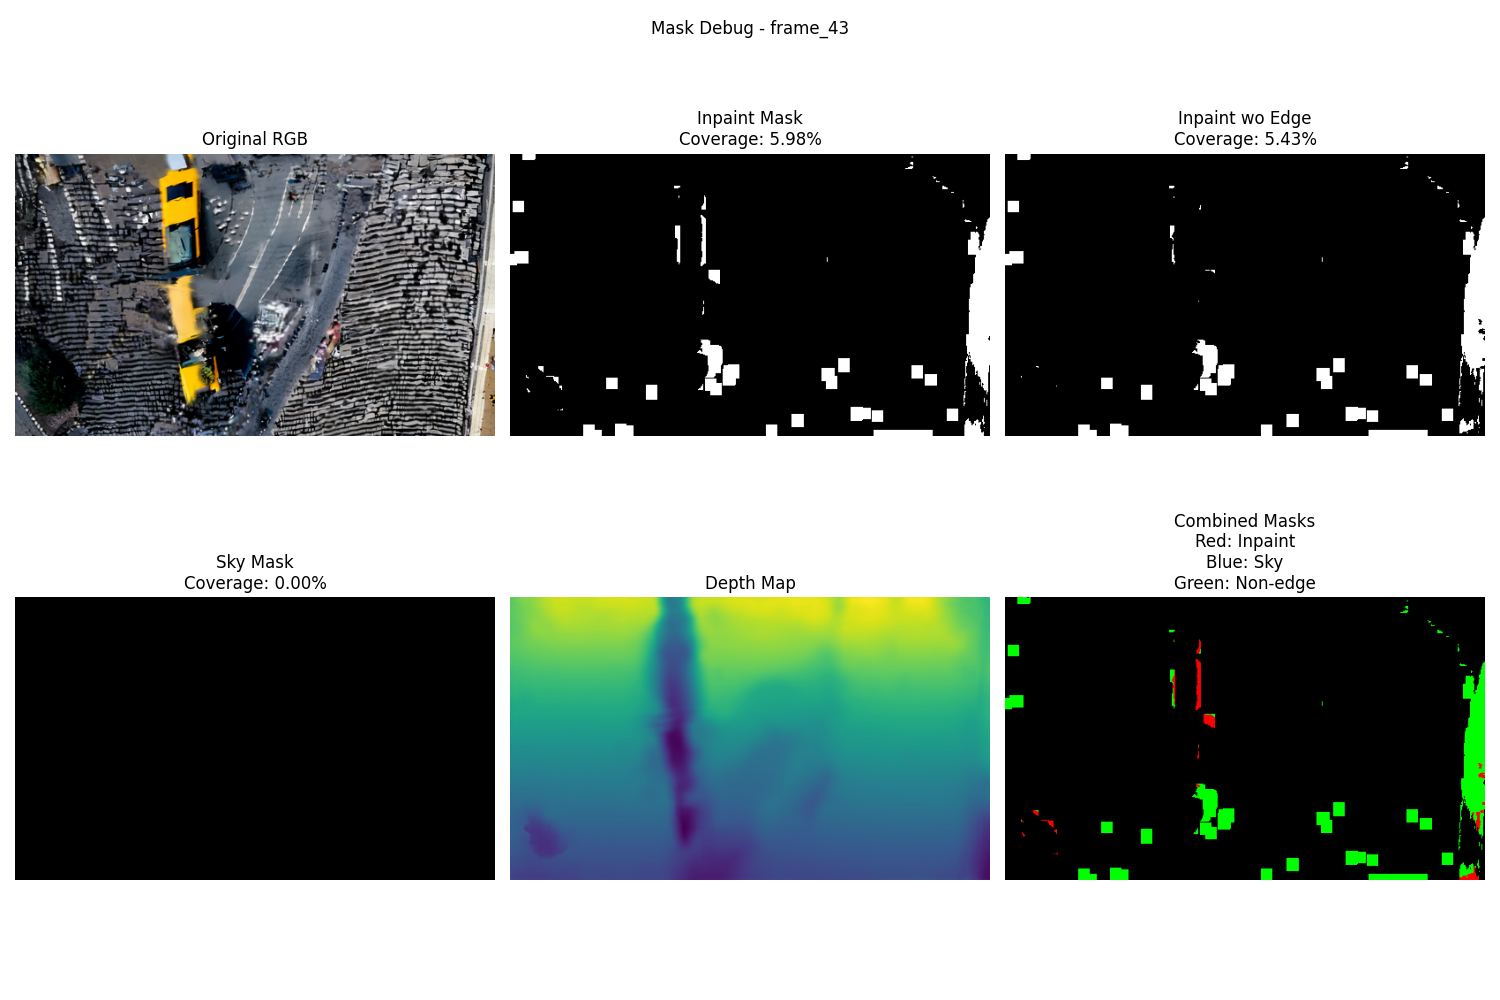 Mask Debug - frame_43
Original RGB
Inpaint Mask
Coverage: 5.98%
Inpaint wo Edge
Coverage: 5.43%
Sky Mask
Coverage: 0.00%
Depth Map
Combined Masks
Red: Inpaint
Blue: Sky
Green: Non-edge